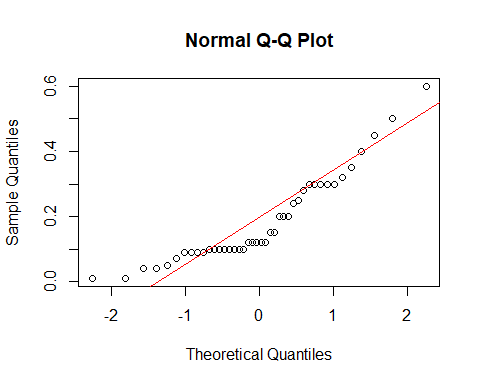 Normal Q-Q Plot
Sample Quantiles
0.6
0.4
0.2
0.0
-2 -1 0 1 2
Theoretical Quantiles